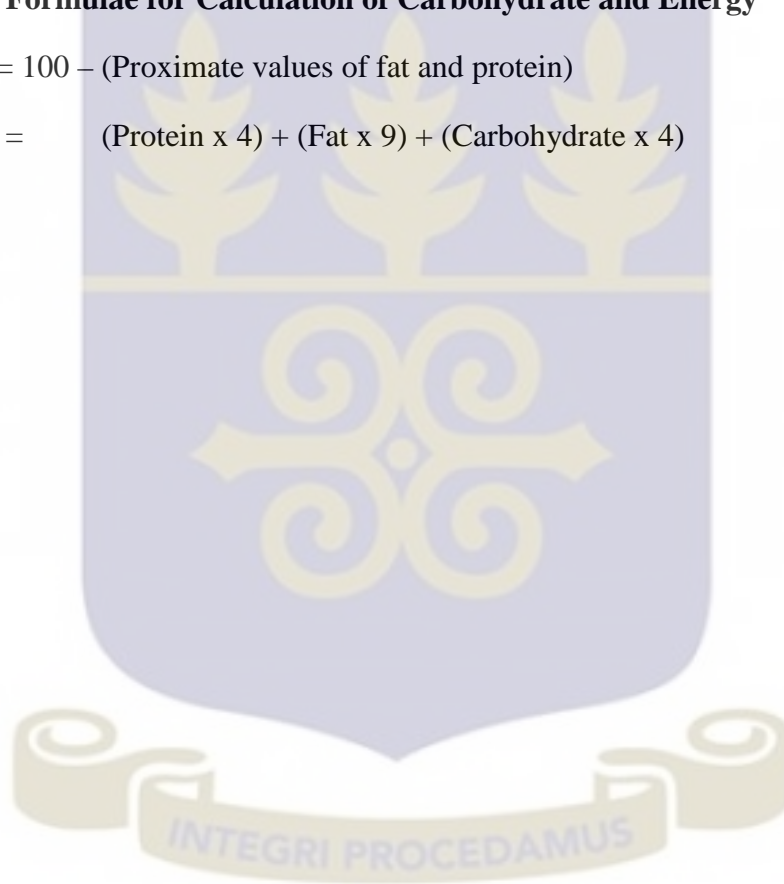 Formulae for Calculation of Carbohydrate and Energy
= 100 – (Proximate values of fat and protein)
= (Protein x 4) + (Fat x 9) + (Carbohydrate x 4)
INTEGRI PROCEDAMUS